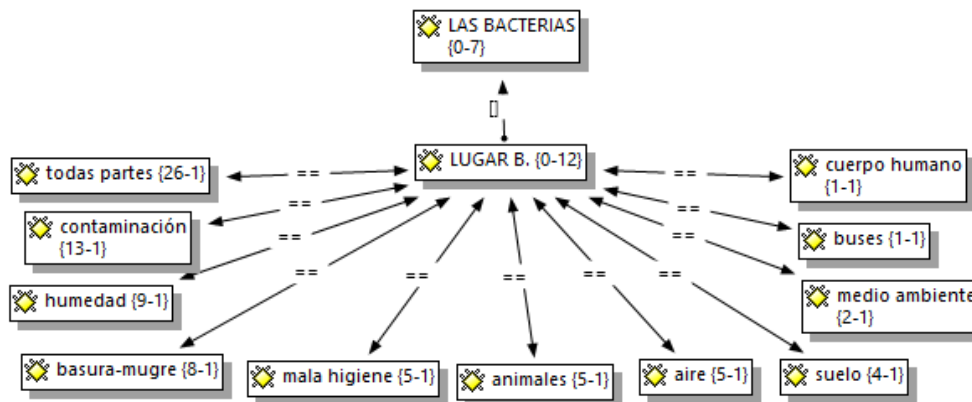 LAS BACTERIAS
{0-7}
[]
LUGAR B. {0-12}
todas partes {26-1}
==
==
cuerpo humano
{1-1}
contaminación
{13-1}
==
==
buses {1-1}
humedad {9-1}
==
==
medio ambiente
{2-1}
basura-mugre {8-1}
==
mala higiene {5-1}
==
animales {5-1}
==
aire {5-1}
==
suelo {4-1}
==